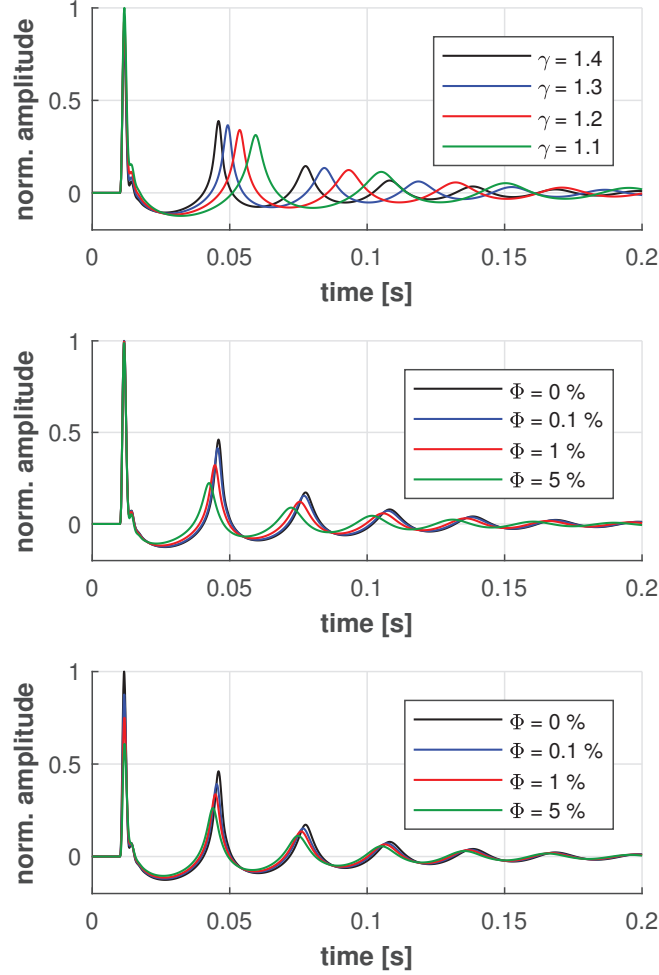 norm. amplitude
1
0.5
0
γ = 1.4
γ = 1.3
γ = 1.2
γ = 1.1
0 0.05 0.1 0.15 0.2
time [s]
norm. amplitude
1
0.5
0
Φ = 0 %
Φ = 0.1 %
Φ = 1 %
Φ = 5 %
0 0.05 0.1 0.15 0.2
time [s]
norm. amplitude
1
0.5
0
Φ = 0 %
Φ = 0.1 %
Φ = 1 %
Φ = 5 %
0 0.05 0.1 0.15 0.2
time [s]